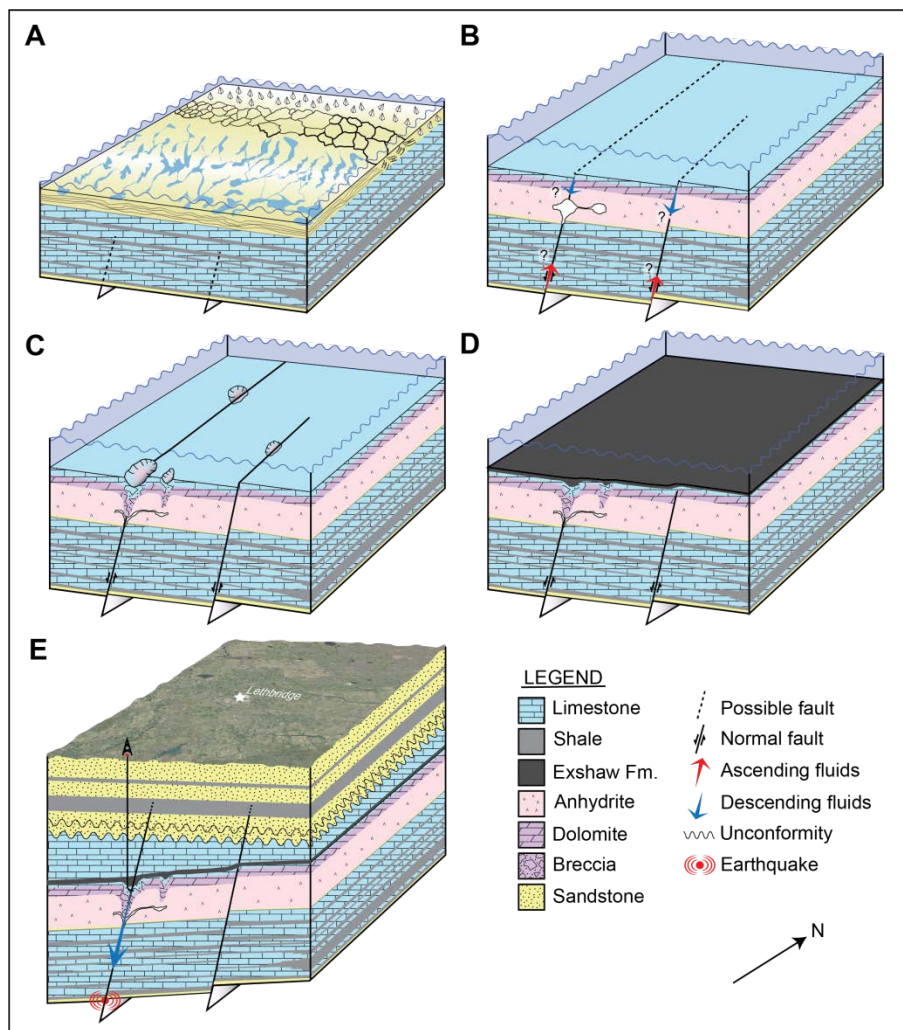 A
B
?
?
?
?
C
D
E
Lethbridge
LEGEND
Limestone
Shale
Exshaw Fm.
Anhydrite
Dolomite
Breccia
Sandstone
Possible fault
Normal fault
Ascending fluids
Descending fluids
Unconformity
Earthquake
N